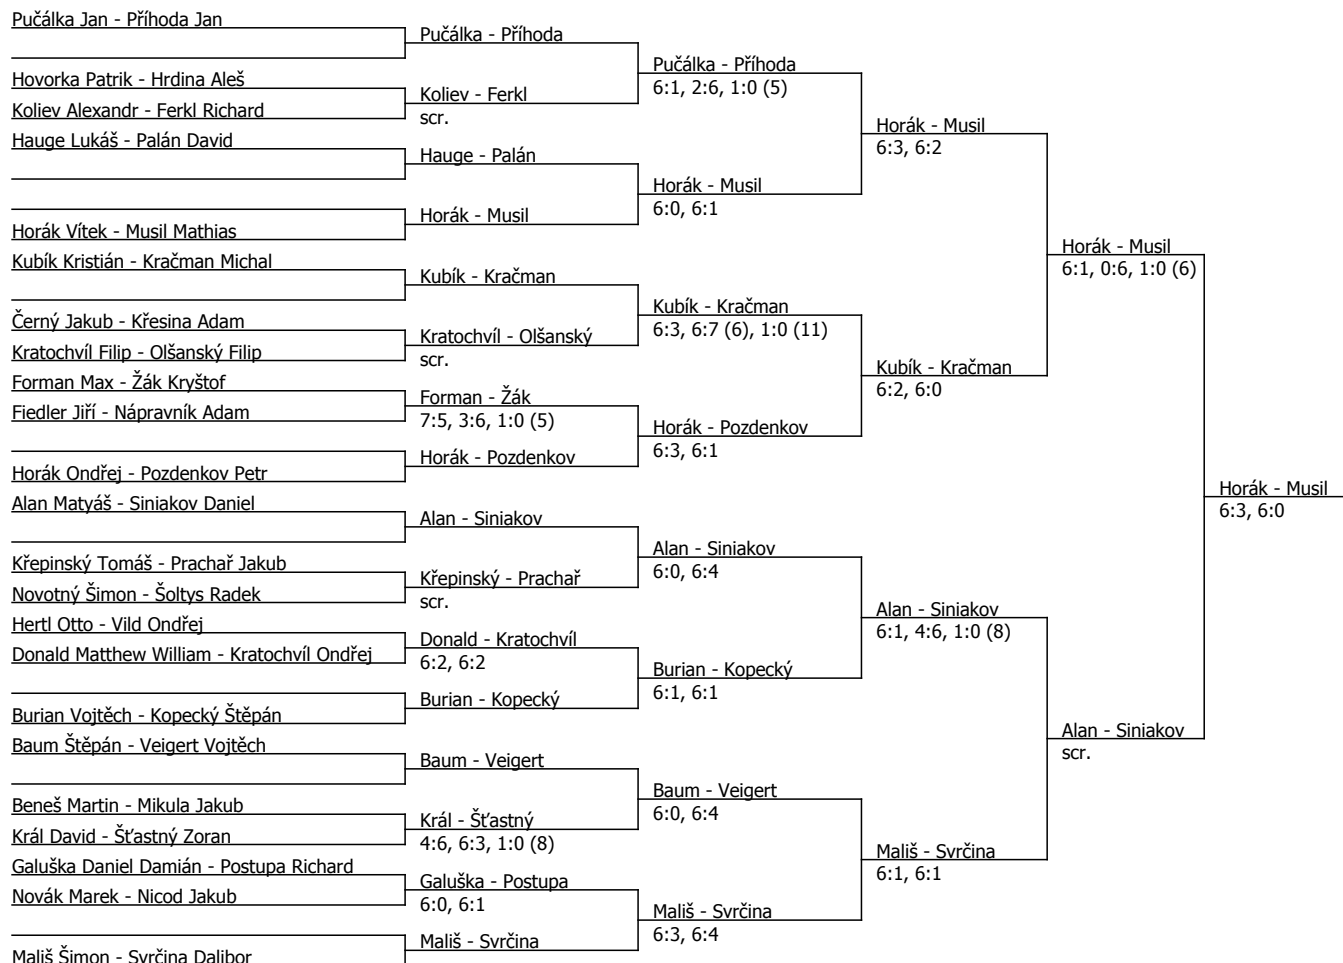 Pučálka Jan - Příhoda Jan
Hovorka Patrik - Hrdina Aleš
Koliev Alexandr - Ferkl Richard
Hauge Lukáš - Palán David
Horák Vítek - Musil Mathias
Kubík Kristián - Kračman Michal
Černý Jakub - Křesina Adam
Kratochvíl Filip - Olšanský Filip
Forman Max - Žák Kryštof
Fiedler Jiří - Nápravník Adam
Horák Ondřej - Pozdenkov Petr
Alan Matyáš - Siniakov Daniel
Křepinský Tomáš - Prachař Jakub
Novotný Šimon - Šoltys Radek
Hertl Otto - Vild Ondřej
Donald Matthew William - Kratochvíl Ondřej
Burian Vojtěch - Kopecký Štěpán
Baum Štěpán - Veigert Vojtěch
Beneš Martin - Mikula Jakub
Král David - Šťastný Zoran
Galuška Daniel Damián - Postupa Richard
Novák Marek - Nicod Jakub
Mališ Šimon - Svrčina Dalibor
Pučálka - Příhoda
Koliev - Ferkl
scr.
Hauge - Palán
Horák - Musil
Kubík - Kračman
Kratochvíl - Olšanský
scr.
Forman - Žák
7:5, 3:6, 1:0 (5)
Horák - Pozdenkov
Alan - Siniakov
Křepinský - Prachař
scr.
Donald - Kratochvíl
6:2, 6:2
Burian - Kopecký
Baum - Veigert
Král - Šťastný
4:6, 6:3, 1:0 (8)
Galuška - Postupa
6:0, 6:1
Mališ - Svrčina
Pučálka - Příhoda
6:1, 2:6, 1:0 (5)
Horák - Musil
6:0, 6:1
Kubík - Kračman
6:3, 6:7 (6), 1:0 (11)
Horák - Pozdenkov
6:3, 6:1
Alan - Siniakov
6:0, 6:4
Burian - Kopecký
6:1, 6:1
Baum - Veigert
6:0, 6:4
Mališ - Svrčina
6:3, 6:4
Horák - Musil
6:3, 6:2
Kubík - Kračman
6:2, 6:0
Alan - Siniakov
6:1, 4:6, 1:0 (8)
Mališ - Svrčina
6:1, 6:1
Horák - Musil
6:1, 0:6, 1:0 (6)
Alan - Siniakov
scr.
Horák - Musil
6:3, 6:0